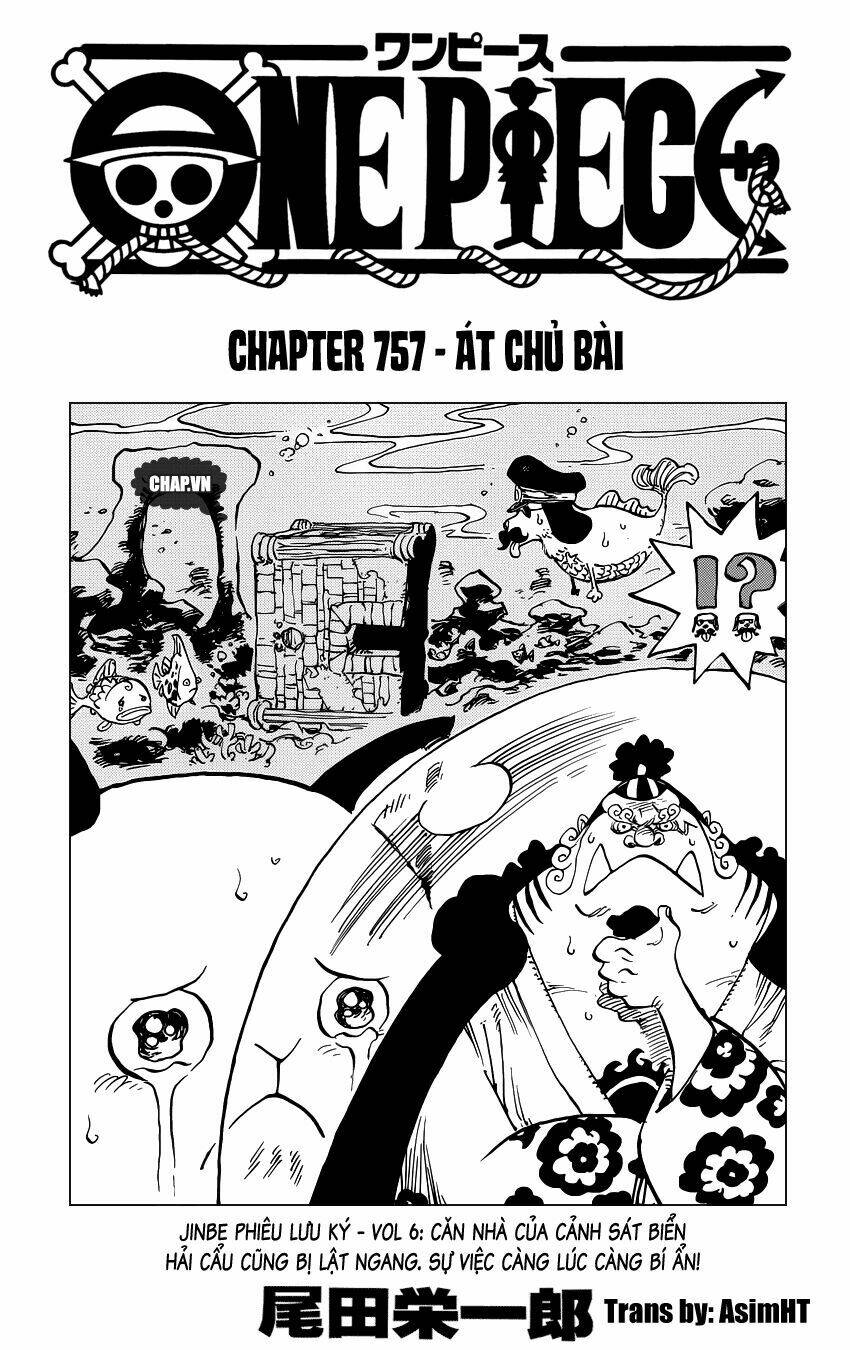 ワンピース
ONE PIECE
CHAPTER 757 - ÁT CHỦ BÀI
CHAP.VN
!?
JINBE PHIÊU LƯU KÝ - VOL 6: CĂN NHÀ CỦA CẢNH SÁT BIỂN
HẢI CẨU CŨNG BỊ LẬT NGANG. SỰ VIỆC CÀNG LÚC CÀNG BÍ ẨN!
尾田栄一郎
Trans by: AsimHT